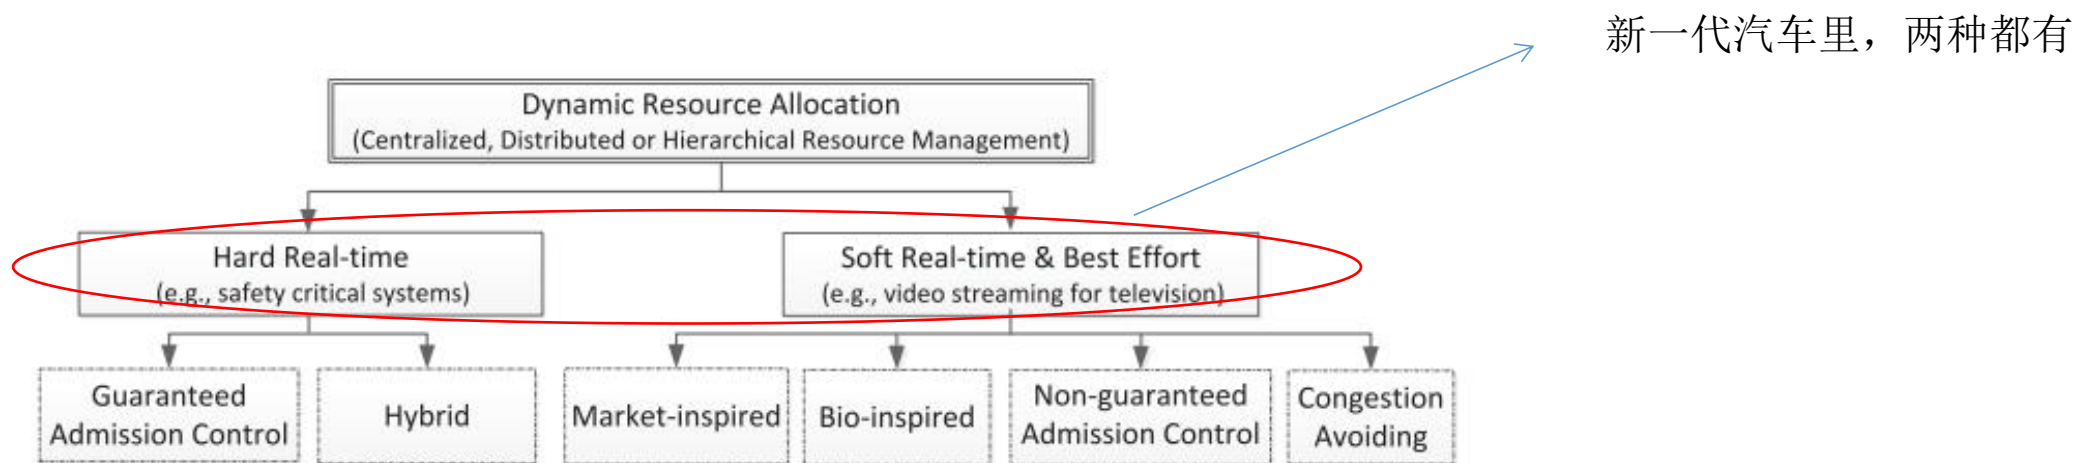 新一代汽车里，两种都有
Dynamic Resource Allocation
(Centralized, Distributed or Hierarchical Resource Management)
Hard Real-time
(e.g., safety critical systems)
Soft Real-time & Best Effort
(e.g., video streaming for television)
Guaranteed
Admission Control
Hybrid
Market-inspired
Bio-inspired
Non-guaranteed
Admission Control
Congestion
Avoiding